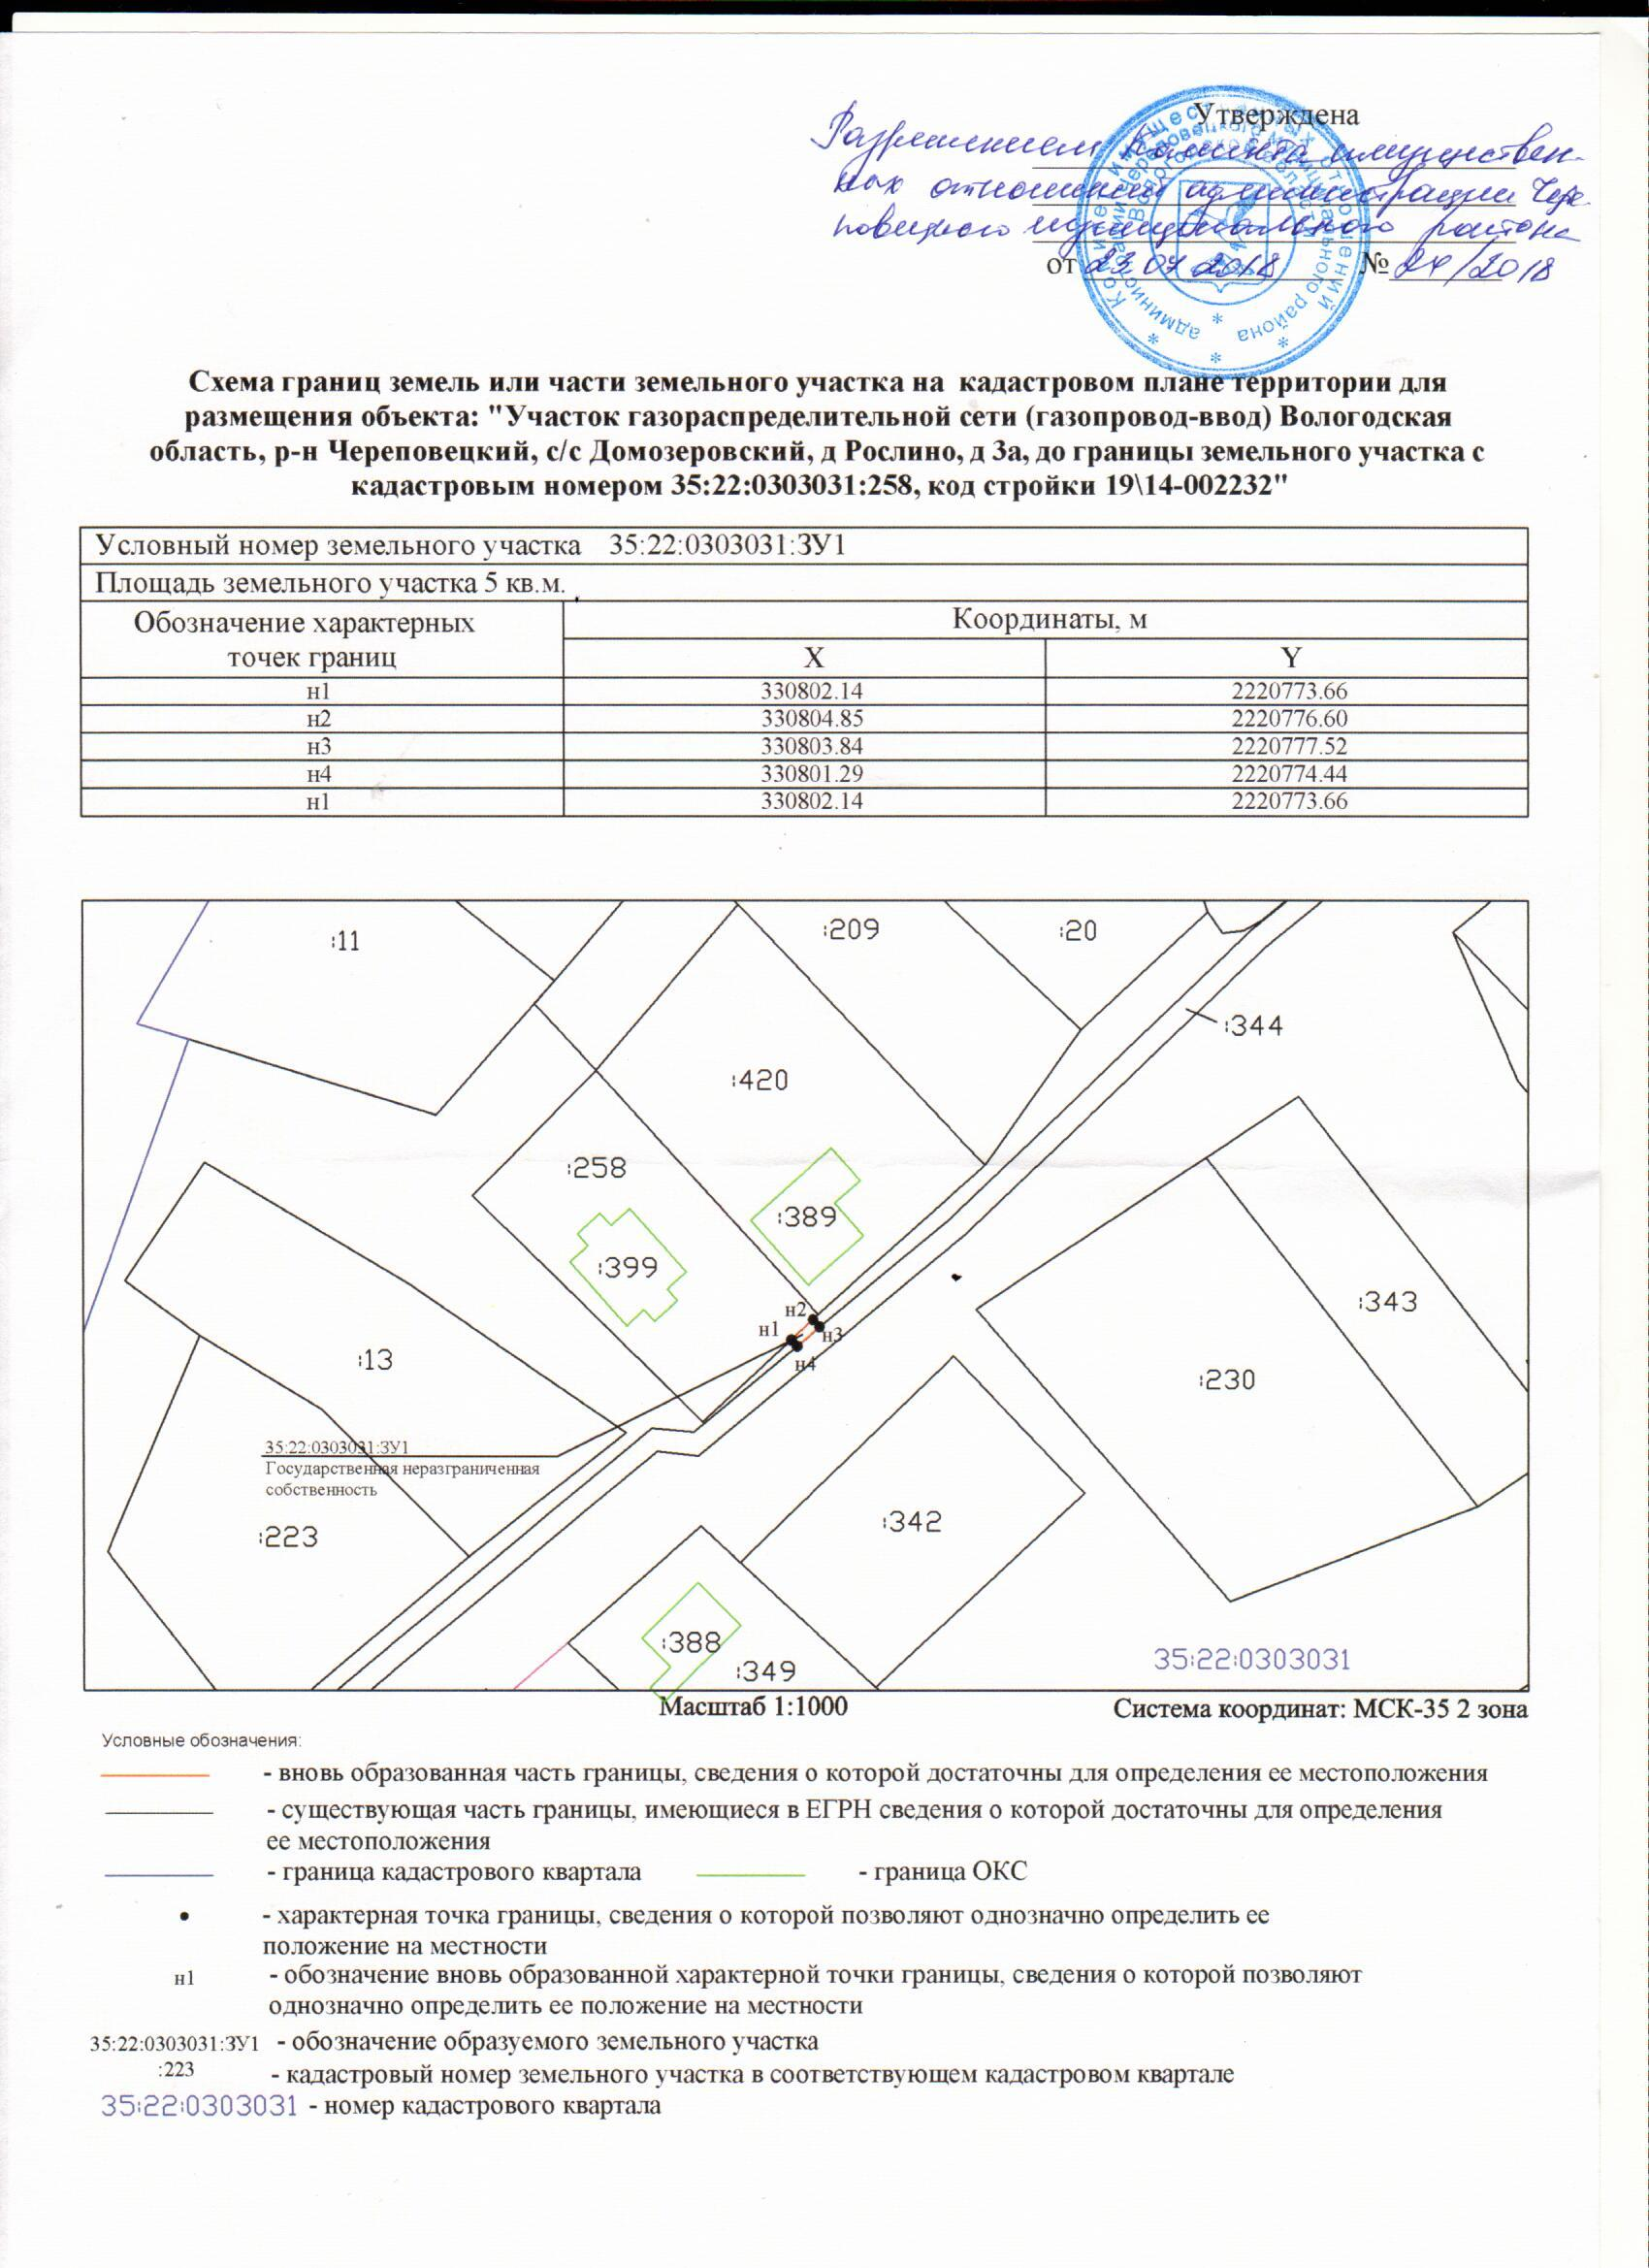 Утверждена
Разрешением Комитета имуществен-
ных отношений администрации Чере-
повецкого муниципального района
от 23.07.2018 № 24/2018
Схема границ земель или части земельного участка на кадастровом плане территории для
размещения объекта: "Участок газораспределительной сети (газопровод-ввод) Вологодская
область, р-н Череповецкий, с/с Домозеровский, д Рослино, д 3а, до границы земельного участка с
кадастровым номером 35:22:0303031:258, код стройки 19\14-002232"
Условный номер земельного участка 35:22:0303031:ЗУ1
Площадь земельного участка 5 кв.м.
Обозначение характерных точек границ Координаты, м
X Y
н1 330802.14 2220773.66
н2 330804.85 2220776.60
н3 330803.84 2220777.52
н4 330801.29 2220774.44
н1 330802.14 2220773.66
:11
:209
:20
:344
:420
:258
:389
:399
н2
н1
н3
н4
:343
:13
:230
35:22:0303031:ЗУ1
Государственная неразграниченная
собственность
:223
:342
:388
:349
35:22:0303031
Масштаб 1:1000 Система координат: МСК-35 2 зона
Условные обозначения:
- вновь образованная часть границы, сведения о которой достаточны для определения ее местоположения
- существующая часть границы, имеющиеся в ЕГРН сведения о которой достаточны для определения
ее местоположения
- граница кадастрового квартала - граница ОКС
- характерная точка границы, сведения о которой позволяют однозначно определить ее
положение на местности
н1 - обозначение вновь образованной характерной точки границы, сведения о которой позволяют
однозначно определить ее положение на местности
35:22:0303031:ЗУ1 - обозначение образуемого земельного участка
:223 - кадастровый номер земельного участка в соответствующем кадастровом квартале
35:22:0303031 - номер кадастрового квартала